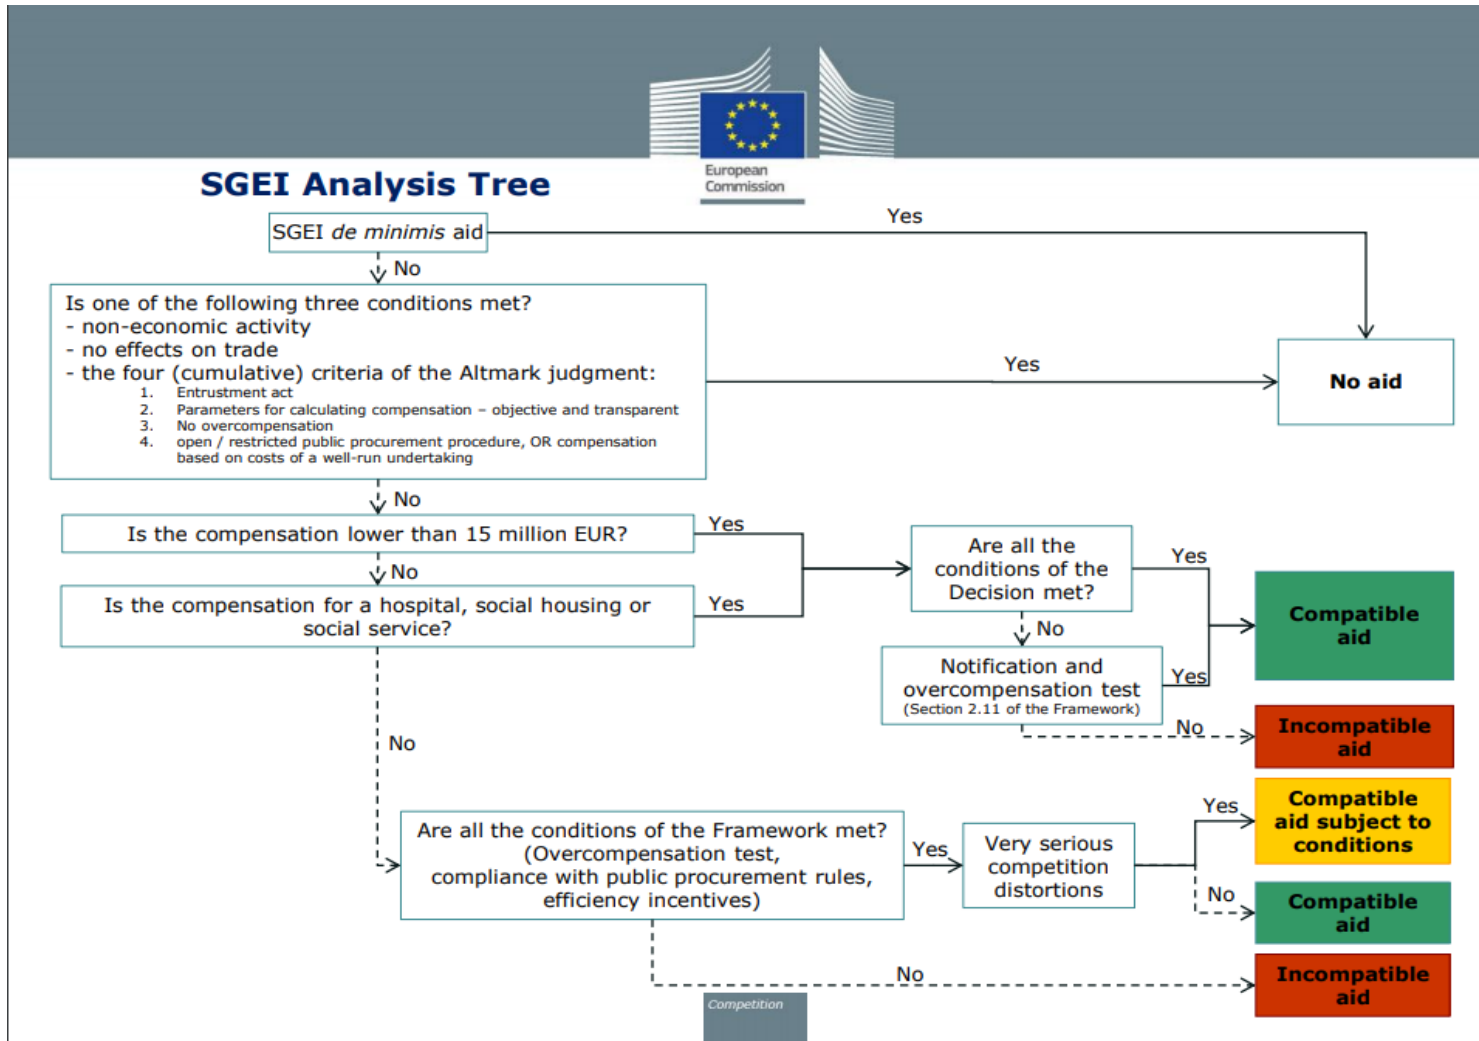 European
Commission
SGEI Analysis Tree
SGEI de minimis aid
Yes
No
Is one of the following three conditions met?
- non-economic activity
- no effects on trade
- the four (cumulative) criteria of the Altmark judgment:
1. Entrustment act
2. Parameters for calculating compensation – objective and transparent
3. No overcompensation
4. open / restricted public procurement procedure, OR compensation
based on costs of a well-run undertaking
Yes
No aid
No
Is the compensation lower than 15 million EUR?
Yes
No
Is the compensation for a hospital, social housing or
social service?
Yes
Are all the
conditions of the
Decision met?
Yes
No
Notification and
overcompensation test
(Section 2.11 of the Framework)
Yes
No
Compatible
aid
Incompatible
aid
No
Are all the conditions of the Framework met?
(Overcompensation test,
compliance with public procurement rules,
efficiency incentives)
Yes
Very serious
competition
distortions
Yes
Compatible
aid subject to
conditions
No
Compatible
aid
No
Incompatible
aid
Competition